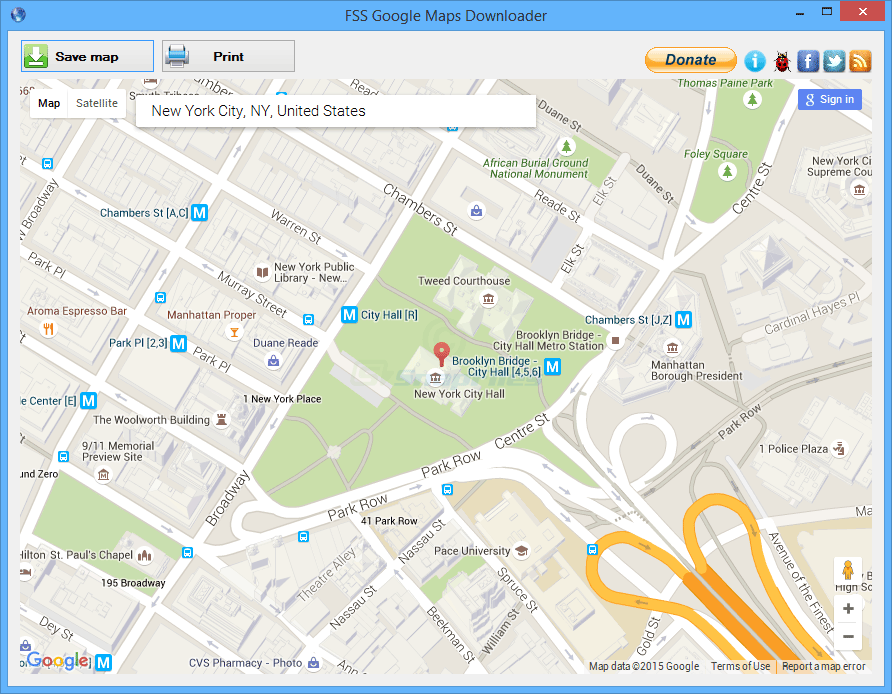 FSS Google Maps Downloader
Save map
Print
Donate
Map
Satellite
New York City, NY, United States
Sign in
Thomas Paine Park
Duane St
African Burial Ground
National Monument
Foley Square
New York Ci
Supreme Cou
Centre St
Duane St
Elk St
Reade St
Chambers St
Broadway
Chambers St [A,C]
M
Warren St
Elk St
Park Pl
New York Public
Library - New...
Murray Street
Tweed Courthouse
Cardinal Hayes Pl
Aroma Espresso Bar
Manhattan Proper
M
City Hall [R]
Chambers St [J,Z]
M
Park Pl [2,3]
M
Duane Reade
Park Pl
Brooklyn Bridge -
City Hall Metro Station
Brooklyn Bridge -
City Hall [4,5,6]
M
Manhattan
Borough President
New York City Hall
le Center [E]
M
1 New York Place
The Woolworth Building
Centre St
Park Row
9/11 Memorial
Preview Site
1 Police Plaza
und Zero
Park Row
Broadway
Park Row
41 Park Row
Ma
Hilton
St. Paul's Chapel
Theatre Alley
Nassau St
Pace University
Avenue of the Finest
195 Broadway
Spruce St
High Sc
Nassau St
Beekman St
William St
Gold St
Dey St
Google
M
CVS Pharmacy - Photo
Ann
Map data ©2015 Google
Terms of Use
Report a map error